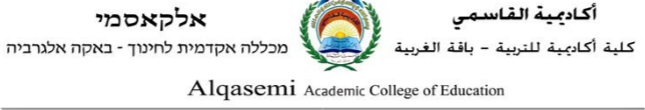 אלקאסמי
מכללה אקדמית לחינוך - באקה אלגרביה
أكاديمية القاسمي
كلية أكاديمية للتربية - باقة الغربية
Alqasemi Academic College of Education